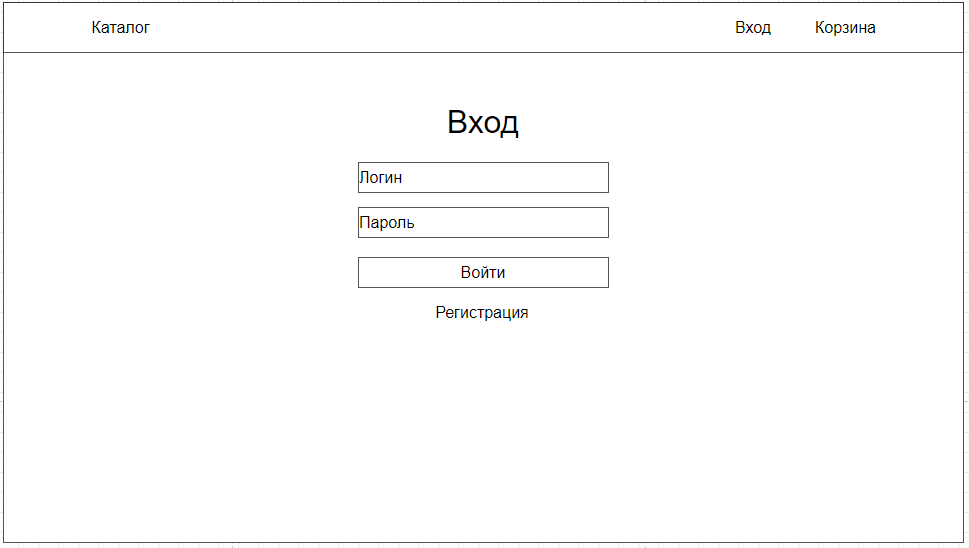 Каталог Вход Корзина
Вход
Логин
Пароль
Войти
Регистрация